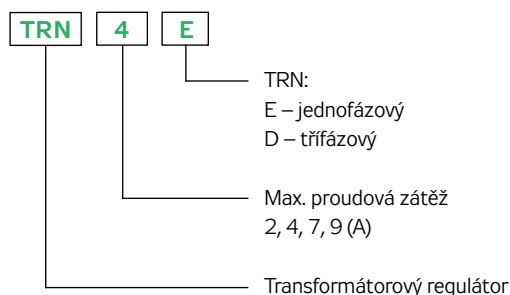 TRN 4 E
TRN:
E – jednofázový
D – třífázový
Max. proudová zátěž
2, 4, 7, 9 (A)
Transformátorový regulátor